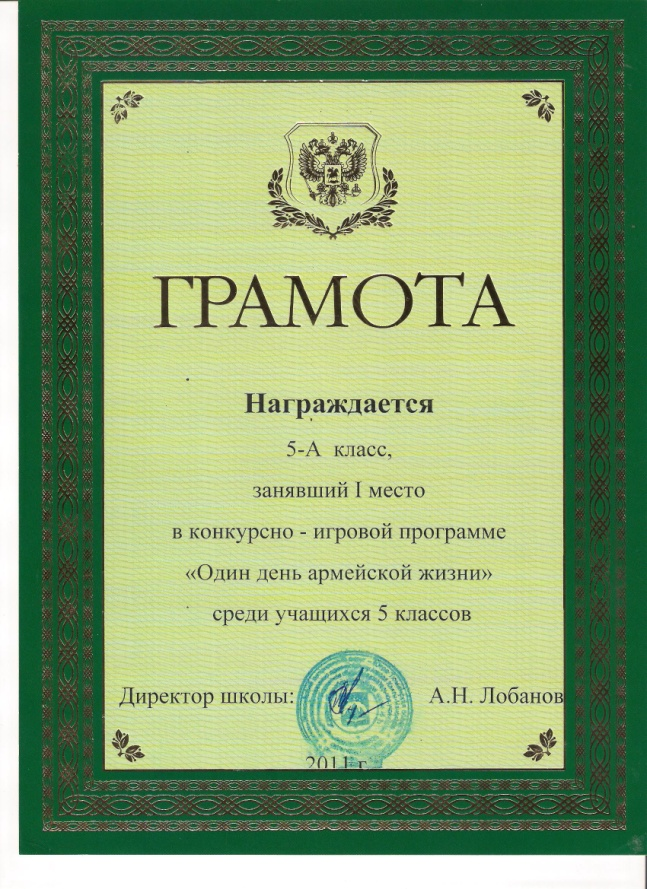 ГРАМОТА
Награждается
5-А класс,
занявший I место
в конкурсно - игровой программе
«Один день армейской жизни»
среди учащихся 5 классов
Директор школы: А.Н. Лобанов
2011 г.